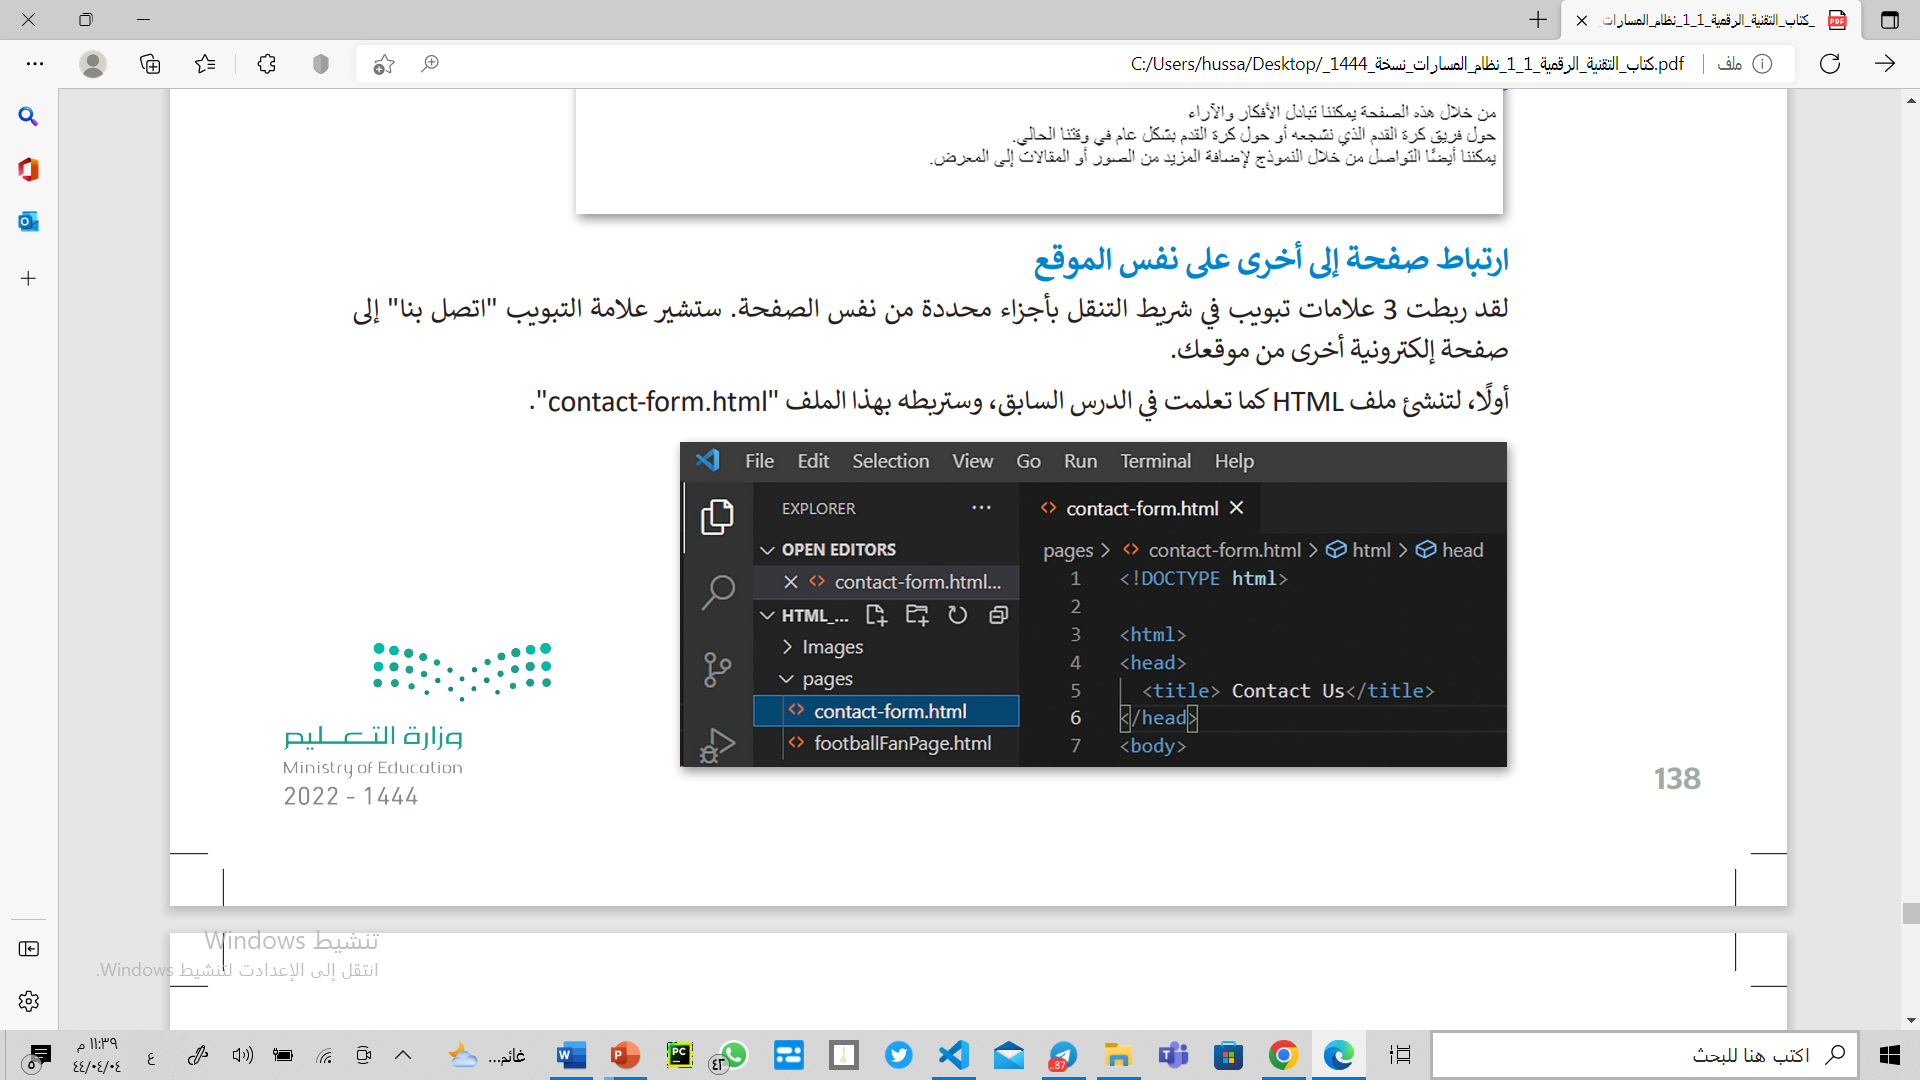 _كتاب_التقنية_الرقمية_1_1_نظام_المسارات
ملف
C:/Users/hussa/Desktop/_كتاب_التقنية_الرقمية_1_1_نظام_المسارات_نسخة_1444.pdf
من خلال هذه الصفحة يمكننا تبادل الأفكار والآراء
حول فريق كرة القدم الذي نشجعه أو حول كرة القدم بشكل عام في وقتنا الحالي.
يمكننا أيضًا التواصل من خلال النموذج لإضافة المزيد من الصور أو المقالات إلى المعرض.
ارتباط صفحة إلى أخرى على نفس الموقع
لقد ربطت 3 علامات تبويب في شريط التنقل بأجزاء محددة من نفس الصفحة. ستشير علامة التبويب "اتصل بنا" إلى
صفحة إلكترونية أخرى من موقعك.
أولًا، لتنشئ ملف HTML كما تعلمت في الدرس السابق، وستربطه بهذا الملف "contact-form.html".
File Edit Selection View Go Run Terminal Help
EXPLORER ...
contact-form.html
OPEN EDITORS
contact-form.html...
HTML_...
Images
pages
contact-form.html
footballFanPage.html
pages > contact-form.html > html > head
1 <!DOCTYPE html>
2
3 <html>
4 <head>
5 <title> Contact Us</title>
6 </head>
7 <body>
وزارة التعليم
Ministry of Education
2022 - 1444
138
تنشيط Windows
انتقل إلى الإعدادات لتنشيط Windows.
اكتب هنا للبحث
87..
٤٢
غائم...
ع
١١:٣٩ م
٤٤/٠٤/٠٤
٥